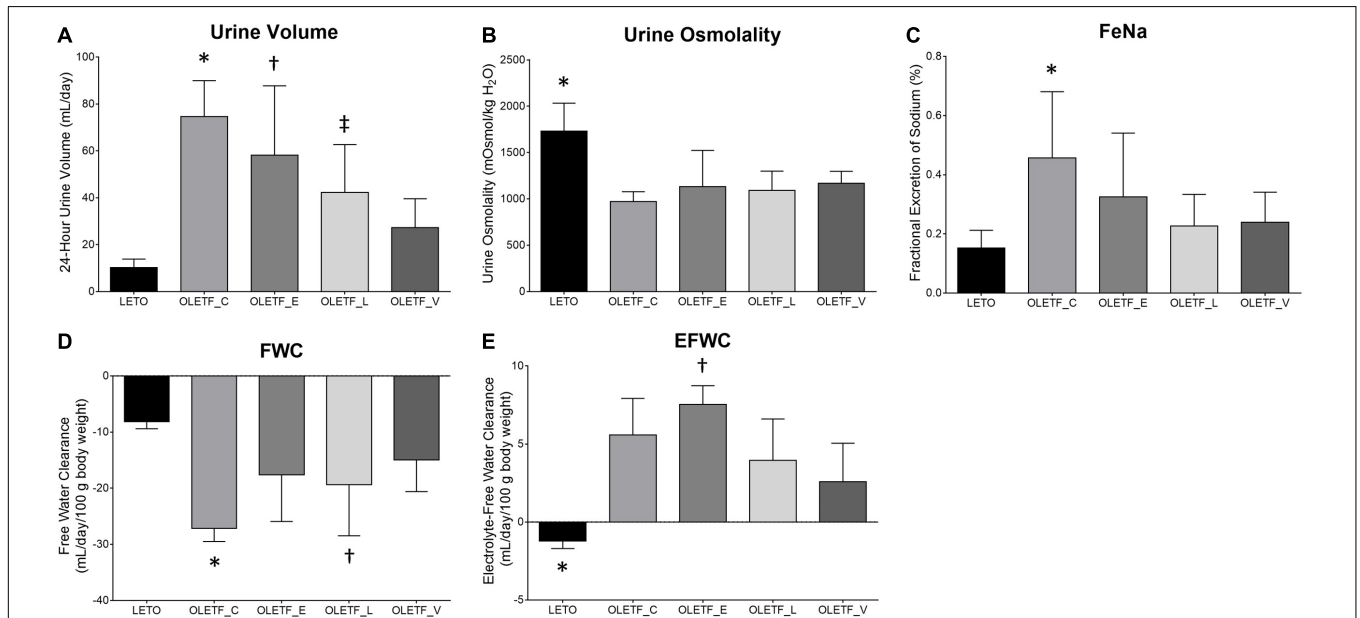 A
Urine Volume
24-Hour Urine Volume (mL/day)
100
80
60
40
20
0
*
†
‡
LETO
OLETF_C
OLETF_E
OLETF_L
OLETF_V
B
Urine Osmolality
Urine Osmolality (mOsmol/kg H₂O)
2500
2000
1500
1000
500
0
*
LETO
OLETF_C
OLETF_E
OLETF_L
OLETF_V
C
FeNa
Fractional Excretion of Sodium (%)
0.8
0.6
0.4
0.2
0.0
*
LETO
OLETF_C
OLETF_E
OLETF_L
OLETF_V
D
FWC
Free Water Clearance
(mL/day/100 g body weight)
0
-10
-20
-30
-40
*
†
LETO
OLETF_C
OLETF_E
OLETF_L
OLETF_V
E
EFWC
Electrolyte-Free Water Clearance
(mL/day/100 g body weight)
10
5
0
-5
†
*
LETO
OLETF_C
OLETF_E
OLETF_L
OLETF_V